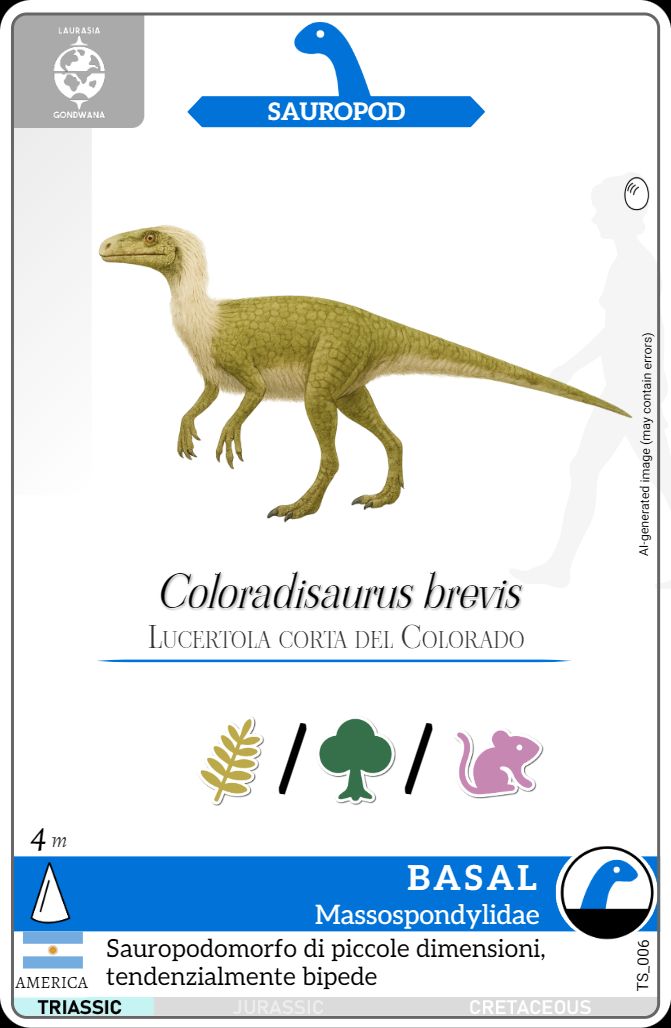 LAURASIA
GONDWANA
SAUROPOD
AI-generated image (may contain errors)
Coloradisaurus brevis
Lucertola corta del Colorado
4 m
BASAL
Massospondylidae
Sauropodomorfo di piccole dimensioni,
tendenzialmente bipede
AMERICA
TS_006
TRIASSIC
JURASSIC
CRETACEOUS